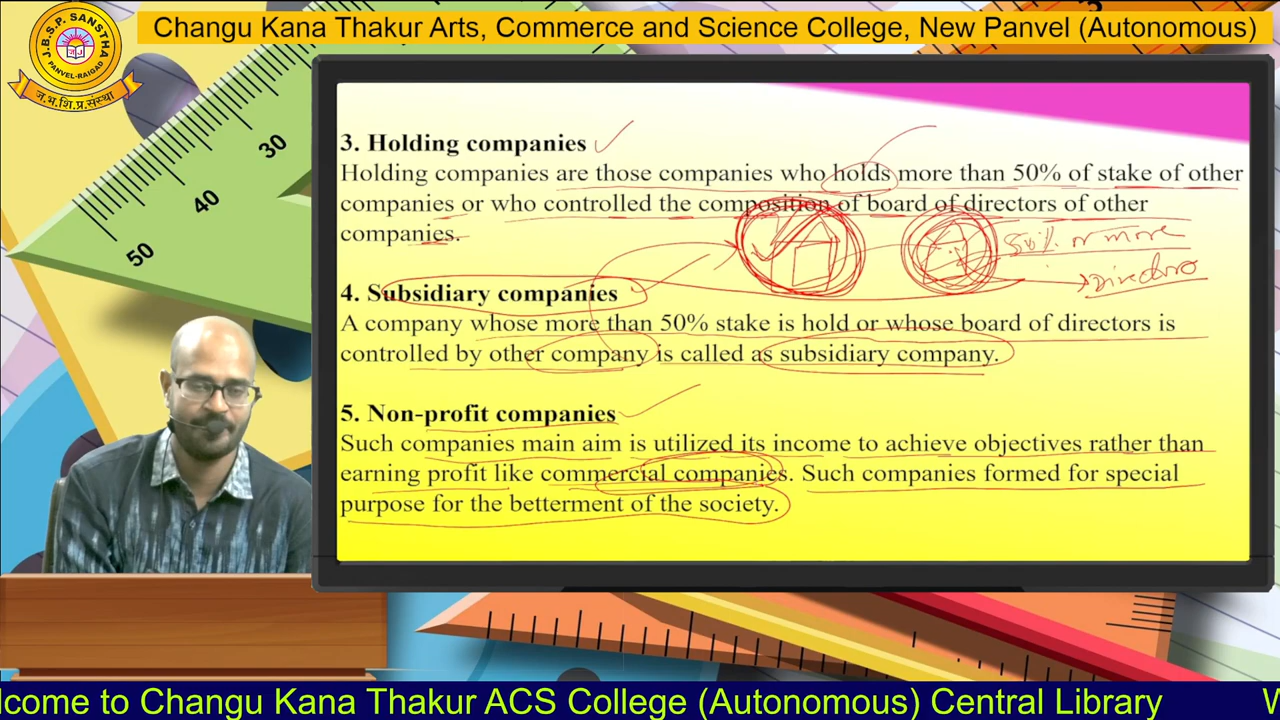 Changu Kana Thakur Arts, Commerce and Science College, New Panvel (Autonomous)
J.B.S.P. SANSTHA
PANVEL-RAIGAD
ज.भ.शि.प्र.संस्था
30
40
50
3. Holding companies
Holding companies are those companies who holds more than 50% of stake of other
companies or who controlled the composition of board of directors of other
companies.
50% or more
Directors
4. Subsidiary companies
A company whose more than 50% stake is hold or whose board of directors is
controlled by other company is called as subsidiary company.
5. Non-profit companies
Such companies main aim is utilized its income to achieve objectives rather than
earning profit like commercial companies. Such companies formed for special
purpose for the betterment of the society.
lcome to Changu Kana Thakur ACS College (Autonomous) Central Library W